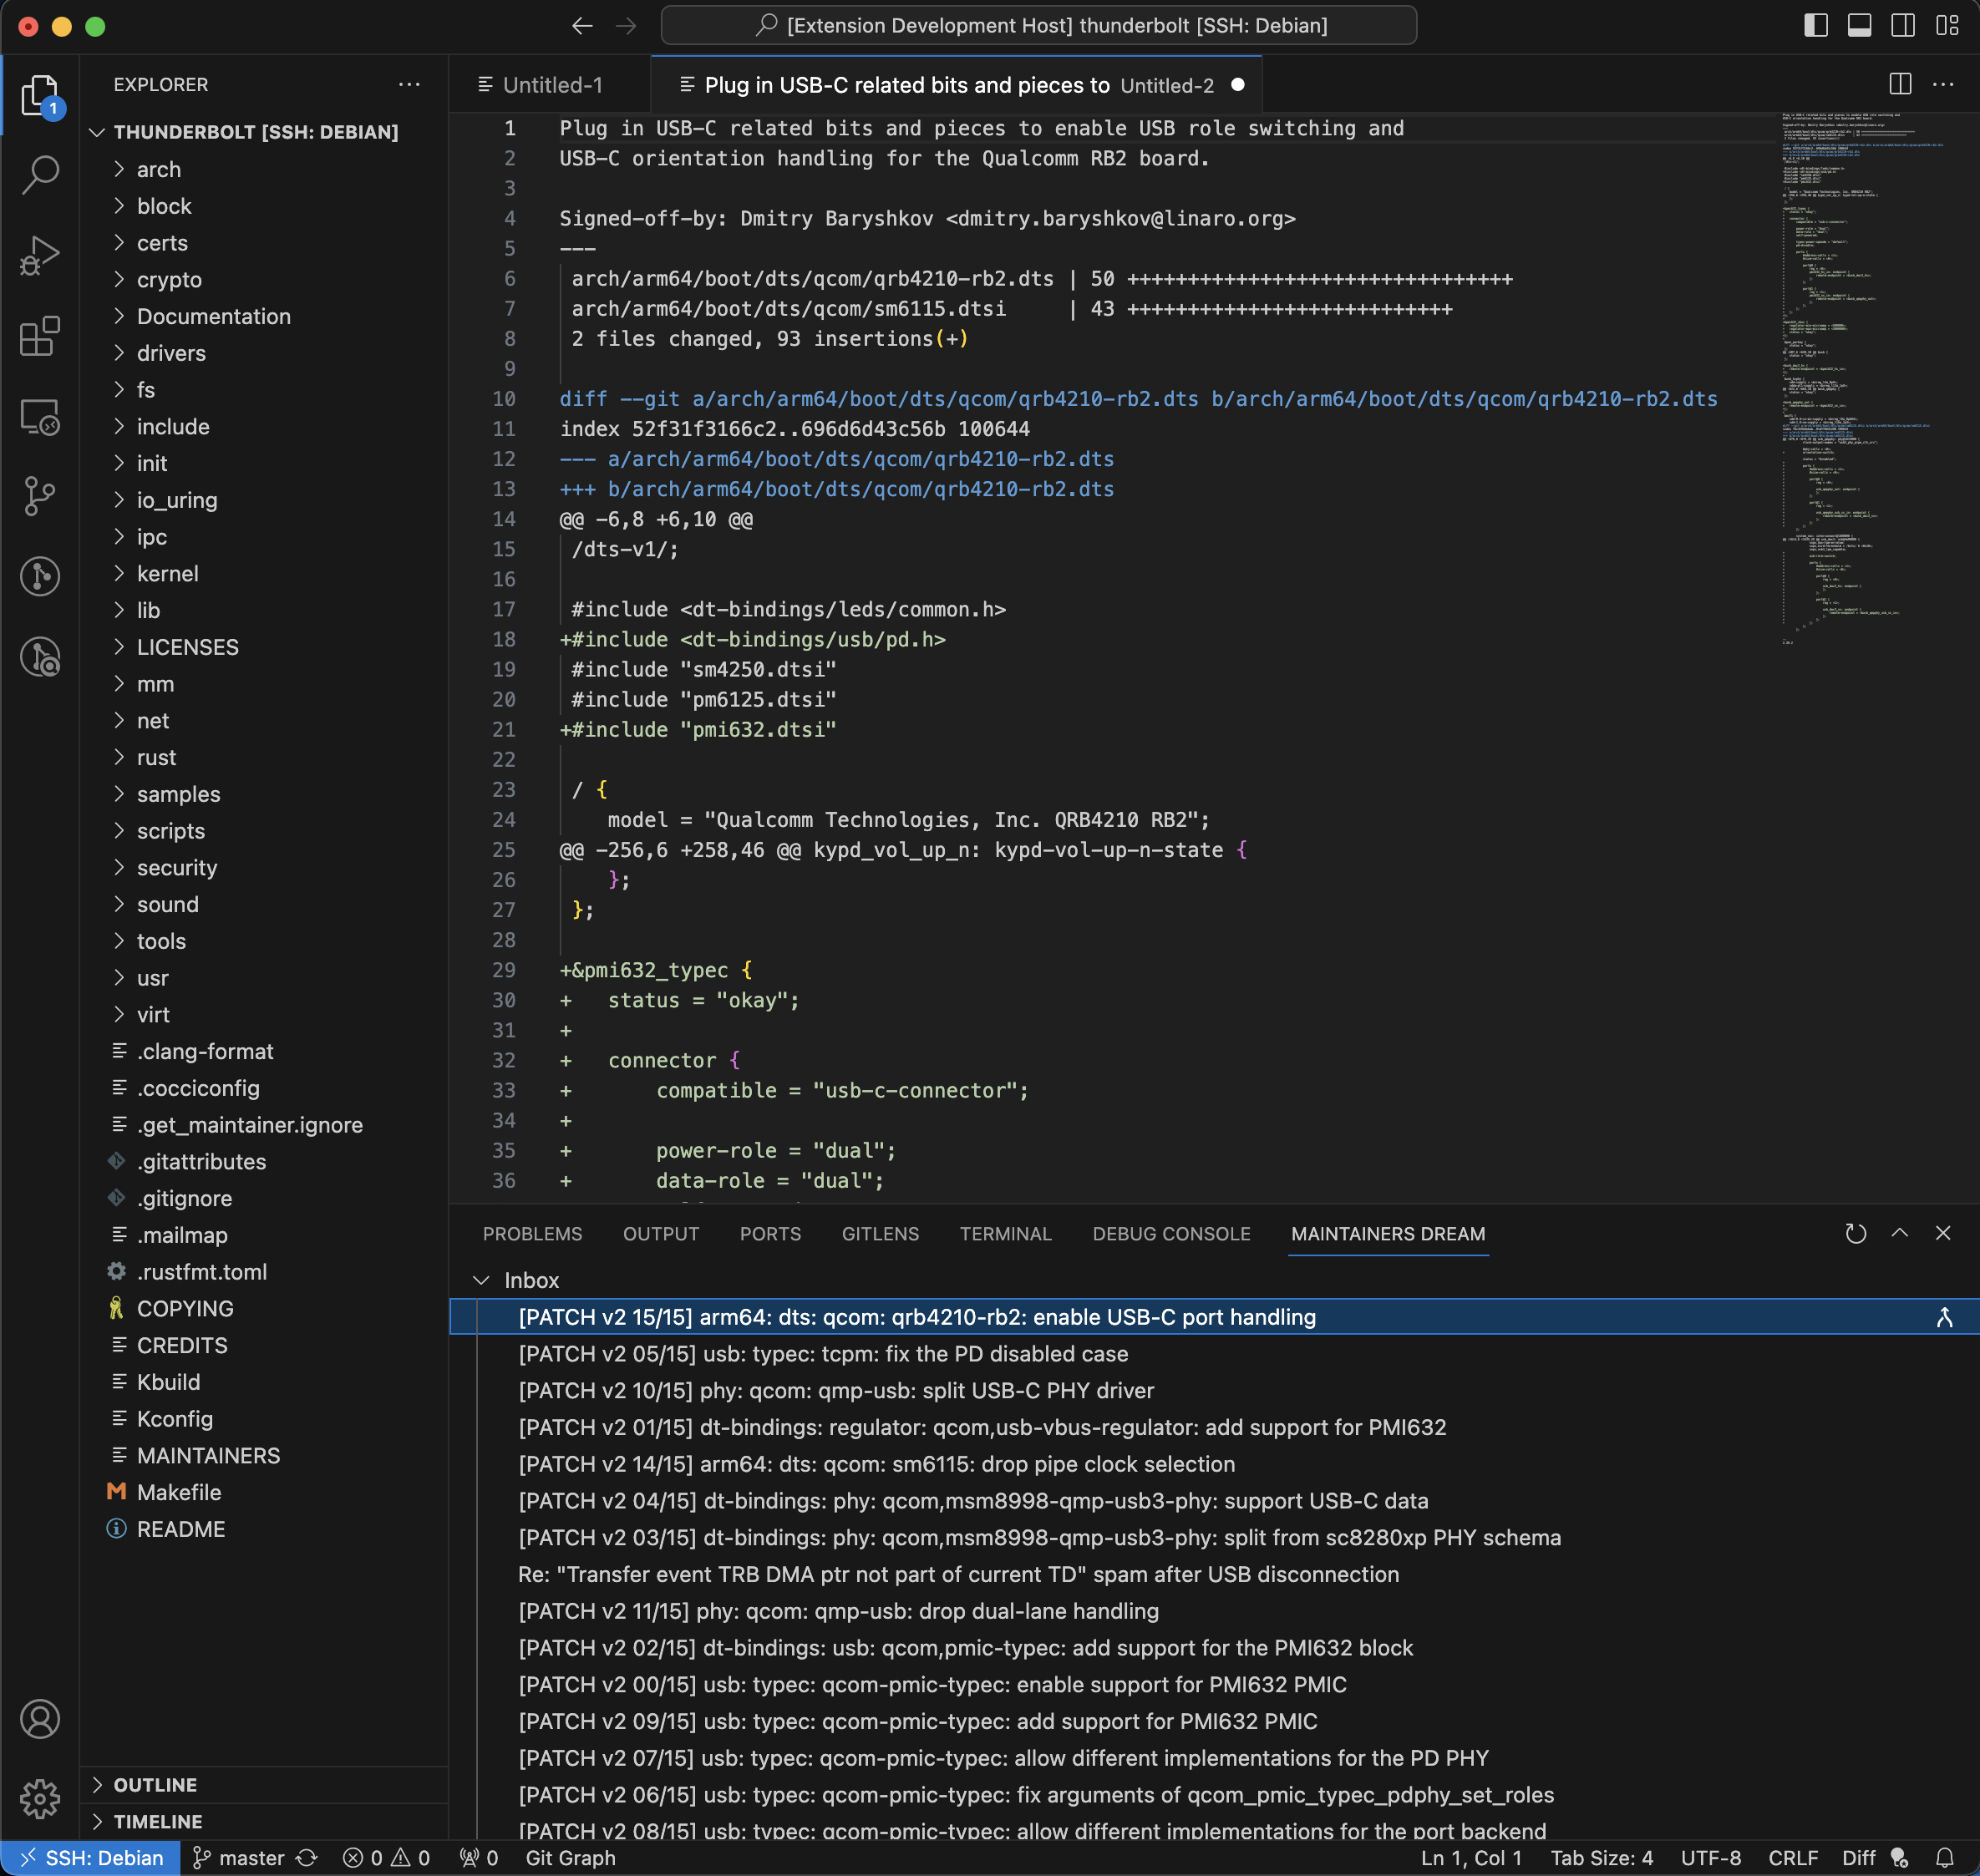 [Extension Development Host] thunderbolt [SSH: Debian]
EXPLORER
1
THUNDERBOLT [SSH: DEBIAN]
arch
block
certs
crypto
Documentation
drivers
fs
include
init
io_uring
ipc
kernel
lib
LICENSES
mm
net
rust
samples
scripts
security
sound
tools
usr
virt
.clang-format
.cocciconfig
.get_maintainer.ignore
.gitattributes
.gitignore
.mailmap
.rustfmt.toml
COPYING
CREDITS
Kbuild
Kconfig
MAINTAINERS
Makefile
README
OUTLINE
TIMELINE
Untitled-1
Plug in USB-C related bits and pieces to Untitled-2
1 Plug in USB-C related bits and pieces to enable USB role switching and
2 USB-C orientation handling for the Qualcomm RB2 board.
3
4 Signed-off-by: Dmitry Baryshkov <dmitry.baryshkov@linaro.org>
5 ---
6 arch/arm64/boot/dts/qcom/qrb4210-rb2.dts | 50 ++++++++++++++++++++++++++++++++
7 arch/arm64/boot/dts/qcom/sm6115.dtsi | 43 +++++++++++++++++++++++++++
8 2 files changed, 93 insertions(+)
9
10 diff --git a/arch/arm64/boot/dts/qcom/qrb4210-rb2.dts b/arch/arm64/boot/dts/qcom/qrb4210-rb2.dts
11 index 52f31f3166c2..696d6d43c56b 100644
12 --- a/arch/arm64/boot/dts/qcom/qrb4210-rb2.dts
13 +++ b/arch/arm64/boot/dts/qcom/qrb4210-rb2.dts
14 @@ -6,8 +6,10 @@
15 /dts-v1/;
16
17 #include <dt-bindings/leds/common.h>
18 +#include <dt-bindings/usb/pd.h>
19 #include "sm4250.dtsi"
20 #include "pm6125.dtsi"
21 +#include "pmi632.dtsi"
22
23 / {
24 model = "Qualcomm Technologies, Inc. QRB4210 RB2";
25 @@ -256,6 +258,46 @@ kypd_vol_up_n: kypd-vol-up-n-state {
26 };
27 };
28
29 +&pmi632_typec {
30 + status = "okay";
31 +
32 + connector {
33 + compatible = "usb-c-connector";
34 +
35 + power-role = "dual";
36 + data-role = "dual";
PROBLEMS OUTPUT PORTS GITLENS TERMINAL DEBUG CONSOLE MAINTAINERS DREAM
Inbox
[PATCH v2 15/15] arm64: dts: qcom: qrb4210-rb2: enable USB-C port handling
[PATCH v2 05/15] usb: typec: tcpm: fix the PD disabled case
[PATCH v2 10/15] phy: qcom: qmp-usb: split USB-C PHY driver
[PATCH v2 01/15] dt-bindings: regulator: qcom,usb-vbus-regulator: add support for PMI632
[PATCH v2 14/15] arm64: dts: qcom: sm6115: drop pipe clock selection
[PATCH v2 04/15] dt-bindings: phy: qcom,msm8998-qmp-usb3-phy: support USB-C data
[PATCH v2 03/15] dt-bindings: phy: qcom,msm8998-qmp-usb3-phy: split from sc8280xp PHY schema
Re: "Transfer event TRB DMA ptr not part of current TD" spam after USB disconnection
[PATCH v2 11/15] phy: qcom: qmp-usb: drop dual-lane handling
[PATCH v2 02/15] dt-bindings: usb: qcom,pmic-typec: add support for the PMI632 block
[PATCH v2 00/15] usb: typec: qcom-pmic-typec: enable support for PMI632 PMIC
[PATCH v2 09/15] usb: typec: qcom-pmic-typec: add support for PMI632 PMIC
[PATCH v2 07/15] usb: typec: qcom-pmic-typec: allow different implementations for the PD PHY
[PATCH v2 06/15] usb: typec: qcom-pmic-typec: fix arguments of qcom_pmic_typec_pdphy_set_roles
[PATCH v2 08/15] usb: typec: qcom-pmic-typec: allow different implementations for the port backend
SSH: Debian master 0 0 0 Git Graph Ln 1, Col 1 Tab Size: 4 UTF-8 CRLF Diff